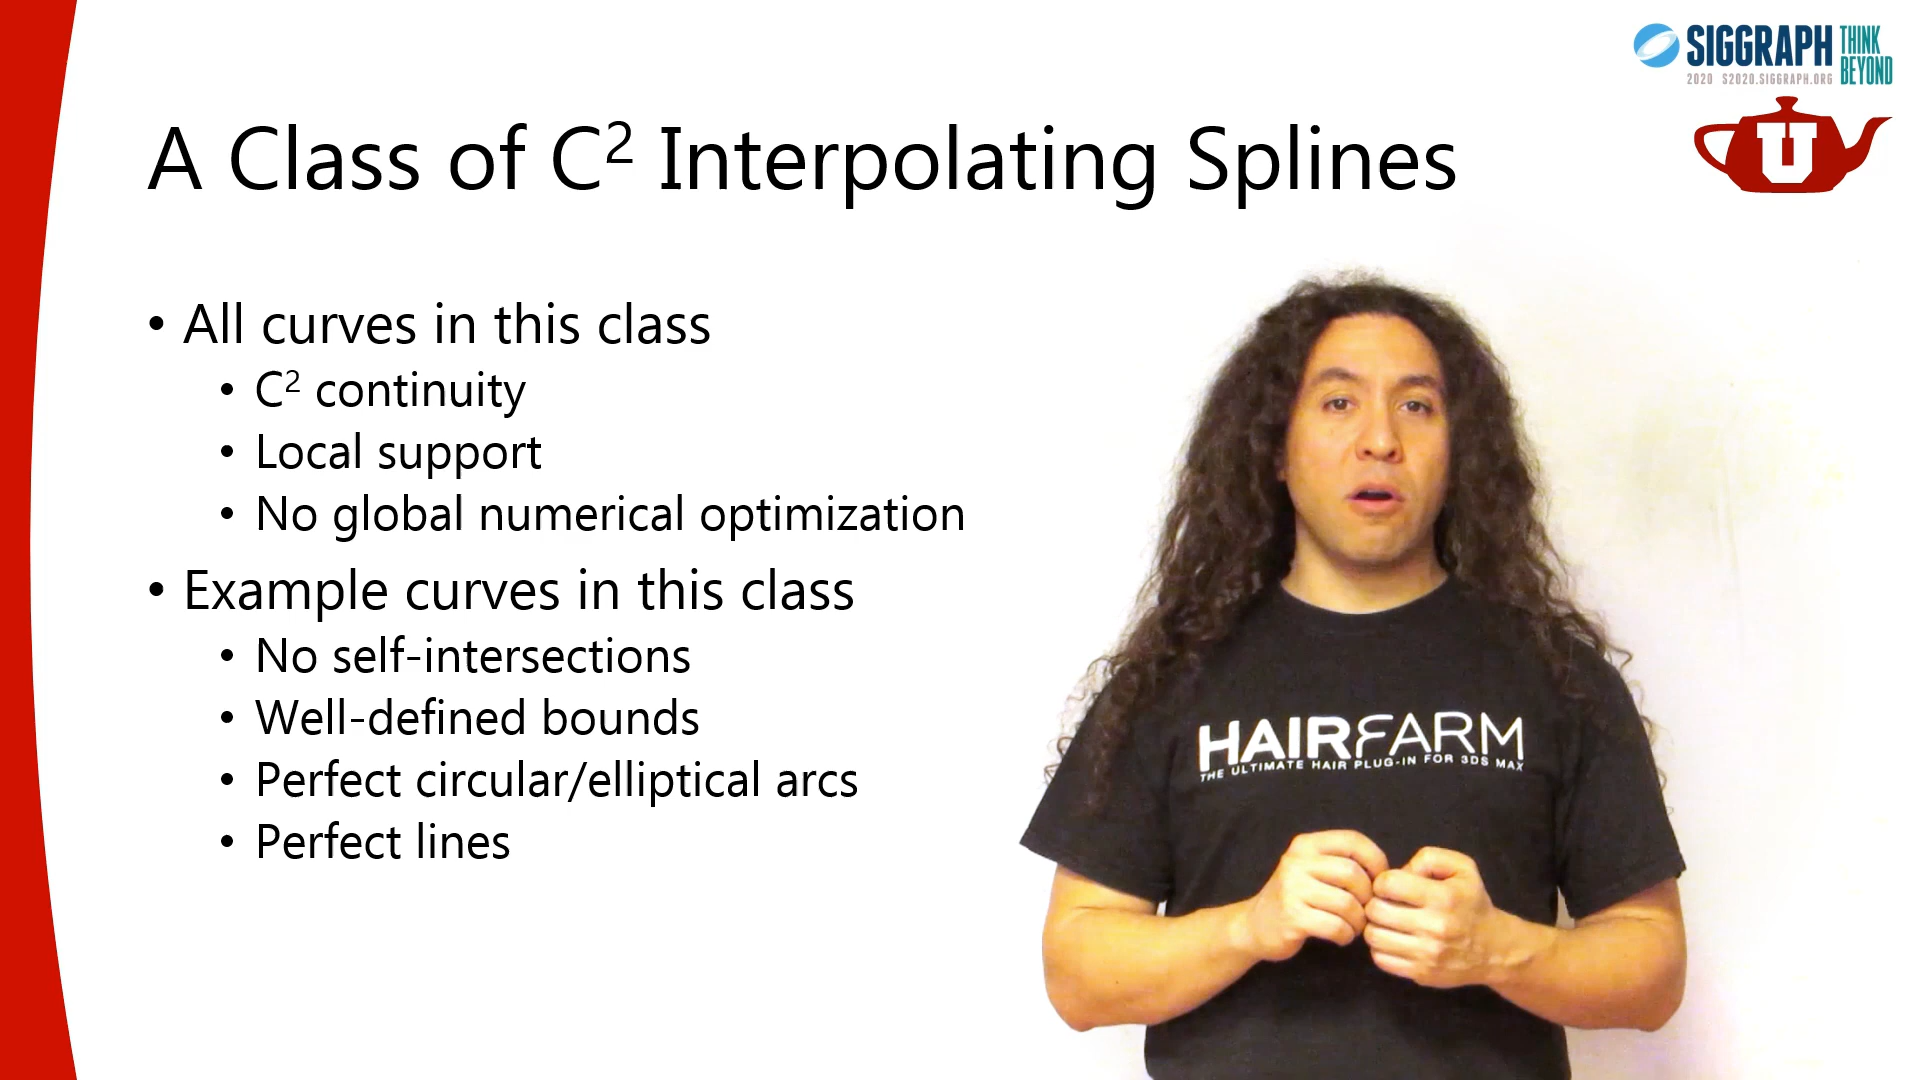 SIGGRAPH THINK BEYOND
2020 S2020.SIGGRAPH.ORG
U
A Class of C² Interpolating Splines
• All curves in this class
• C² continuity
• Local support
• No global numerical optimization
• Example curves in this class
• No self-intersections
• Well-defined bounds
• Perfect circular/elliptical arcs
• Perfect lines
HAIRFARM
THE ULTIMATE HAIR PLUG-IN FOR 3DS MAX